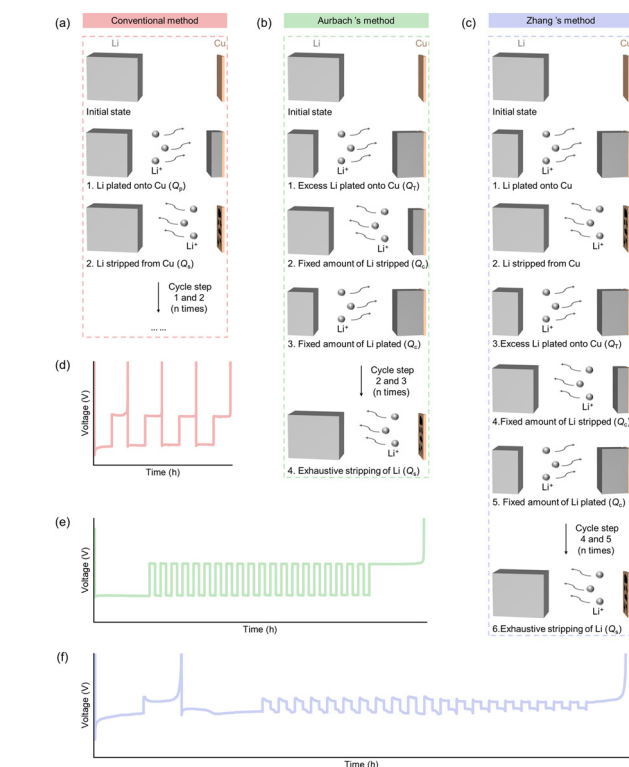 (a)
Conventional method
Li
Cu
Initial state
Li⁺
1. Li plated onto Cu (Qp)
Li⁺
2. Li stripped from Cu (Qs)
Cycle step
1 and 2
(n times)
... ...
(b)
Aurbach 's method
Li
Cu
Initial state
Li⁺
1. Excess Li plated onto Cu (QT)
Li⁺
2. Fixed amount of Li stripped (Qc)
Li⁺
3. Fixed amount of Li plated (Qc)
Cycle step
2 and 3
(n times)
Li⁺
4. Exhaustive stripping of Li (Qs)
(c)
Zhang 's method
Li
Cu
Initial state
Li⁺
1. Li plated onto Cu
Li⁺
2. Li stripped from Cu
Li⁺
3.Excess Li plated onto Cu (QT)
Li⁺
4.Fixed amount of Li stripped (Qc)
Li⁺
5. Fixed amount of Li plated (Qc)
Cycle step
4 and 5
(n times)
Li⁺
6.Exhaustive stripping of Li (Qs)
(d)
Voltage (V)
Time (h)
(e)
Voltage (V)
Time (h)
(f)
Voltage (V)
Time (h)